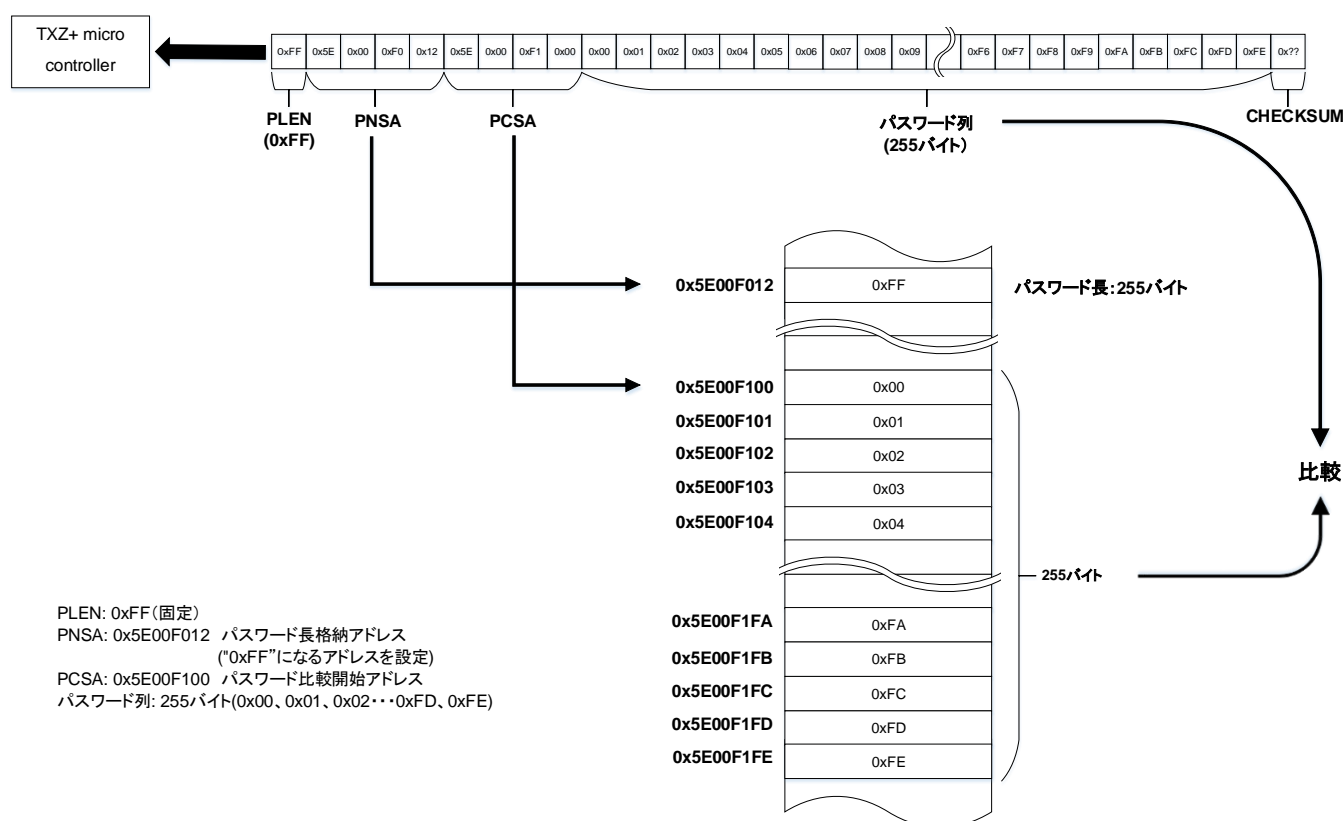 TXZ+ micro
controller
0xFF 0x5E 0x00 0xF0 0x12 0x5E 0x00 0xF1 0x00 0x00 0x01 0x02 0x03 0x04 0x05 0x06 0x07 0x08 0x09 0xF6 0xF7 0xF8 0xF9 0xFA 0xFB 0xFC 0xFD 0xFE 0x??
PLEN
(0xFF)
PNSA
PCSA
パスワード列
(255バイト)
CHECKSUM
0x5E00F012 0xFF パスワード長:255バイト
0x5E00F100 0x00
0x5E00F101 0x01
0x5E00F102 0x02
0x5E00F103 0x03
0x5E00F104 0x04
比較
255バイト
0x5E00F1FA 0xFA
0x5E00F1FB 0xFB
0x5E00F1FC 0xFC
0x5E00F1FD 0xFD
0x5E00F1FE 0xFE
PLEN: 0xFF(固定)
PNSA: 0x5E00F012 パスワード長格納アドレス
("0xFF”になるアドレスを設定)
PCSA: 0x5E00F100 パスワード比較開始アドレス
パスワード列: 255バイト(0x00、0x01、0x02・・・0xFD、0xFE)